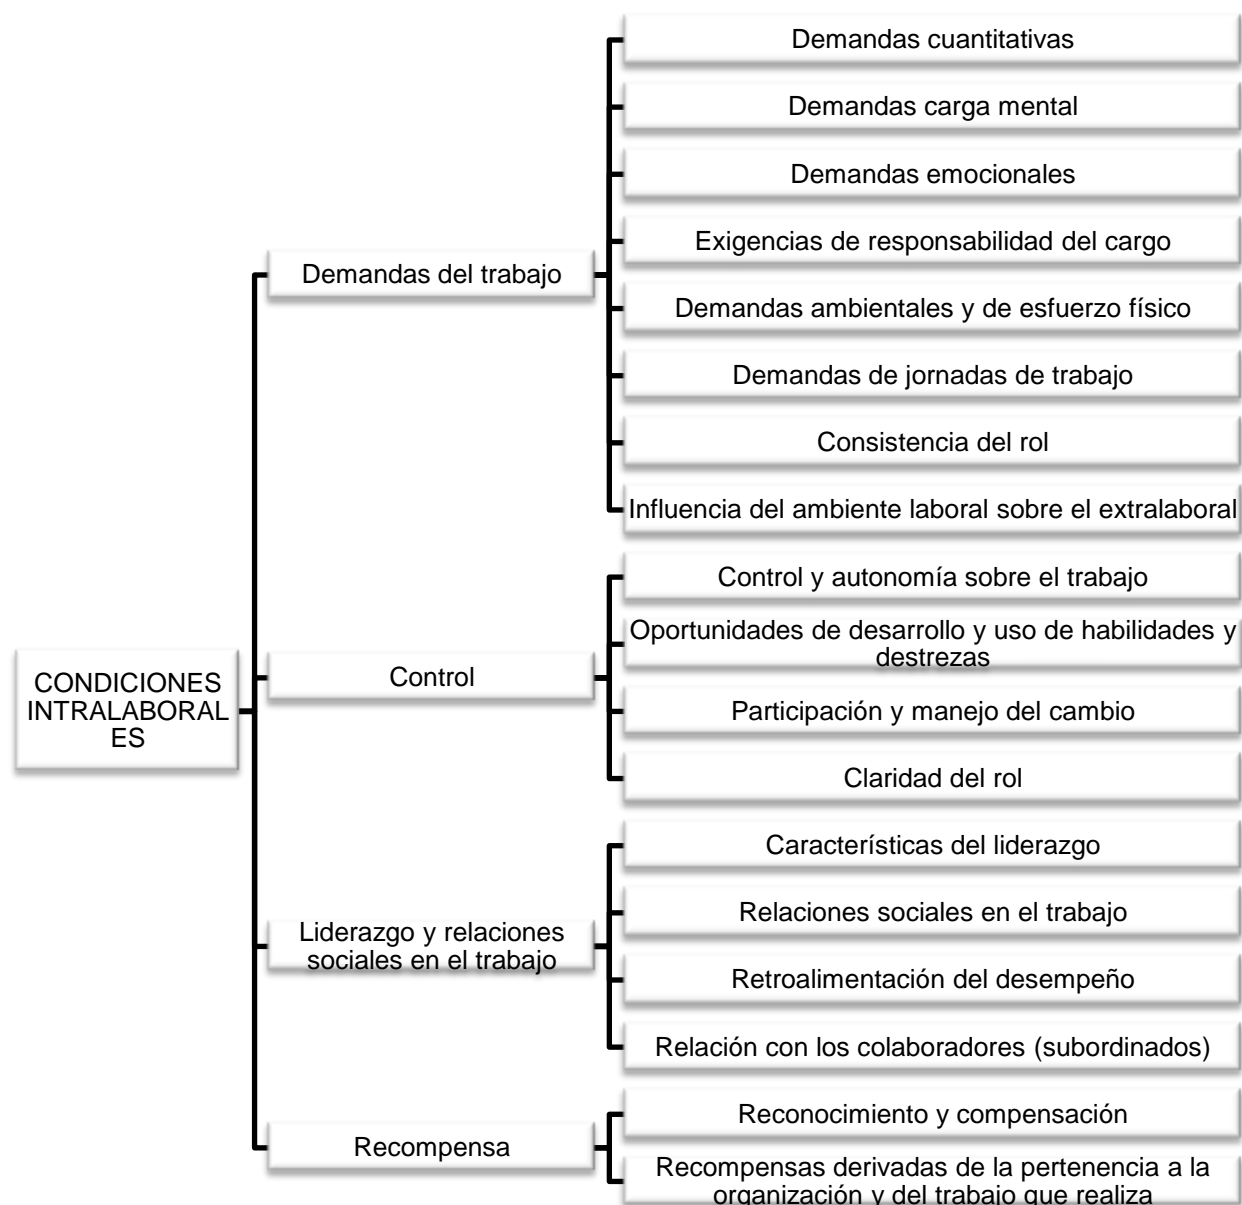 CONDICIONES
INTRALABORAL
ES
Demandas del trabajo
Demandas cuantitativas
Demandas carga mental
Demandas emocionales
Exigencias de responsabilidad del cargo
Demandas ambientales y de esfuerzo físico
Demandas de jornadas de trabajo
Consistencia del rol
Influencia del ambiente laboral sobre el extralaboral
Control
Control y autonomía sobre el trabajo
Oportunidades de desarrollo y uso de habilidades y
destrezas
Participación y manejo del cambio
Claridad del rol
Liderazgo y relaciones
sociales en el trabajo
Características del liderazgo
Relaciones sociales en el trabajo
Retroalimentación del desempeño
Relación con los colaboradores (subordinados)
Recompensa
Reconocimiento y compensación
Recompensas derivadas de la pertenencia a la
organización y del trabajo que realiza